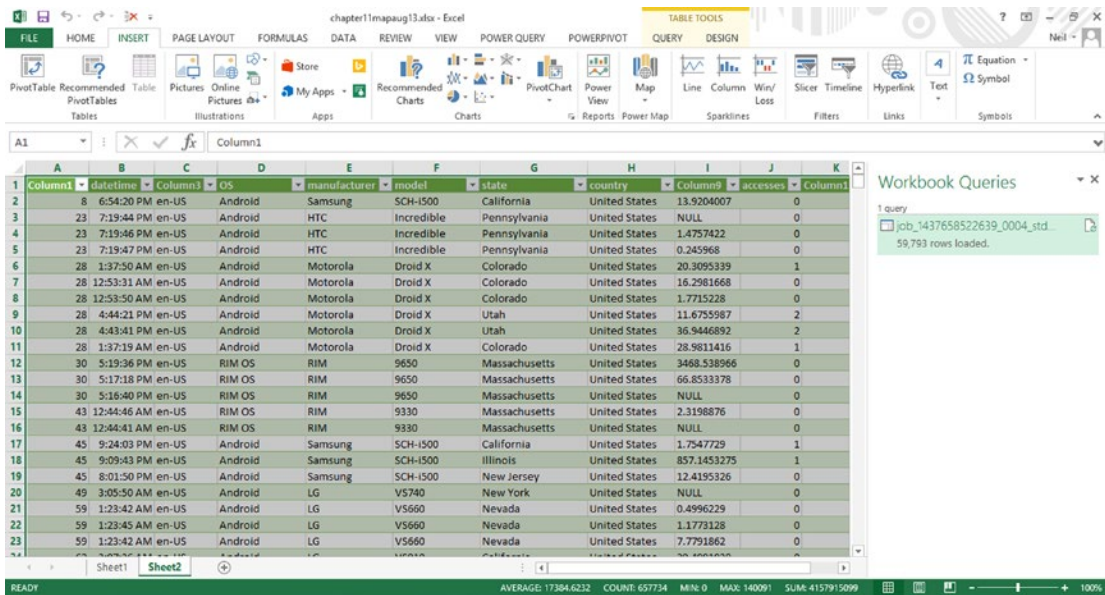 chapter11mapaug13.xlsx - Excel
TABLE TOOLS
FILE HOME INSERT PAGE LAYOUT FORMULAS DATA REVIEW VIEW POWER QUERY POWERPIVOT QUERY DESIGN
Neil
PivotTable Recommended PivotTables Table
Pictures Online Pictures
Store
My Apps
Recommended Charts
PivotChart
Power View
Map
Line Column Win/Loss
Slicer Timeline
Hyperlink
Text
π Equation
Ω Symbol
Tables Illustrations Apps Charts Reports Power Map Sparklines Filters Links Symbols
A1 fx Column1
A B C D E F G H I J K
1 Column1 datetime Column3 OS manufacturer model state country Column9 accesses Column1
2 8 6:54:20 PM en-US Android Samsung SCH-i500 California United States 13.9204007 0
3 23 7:19:44 PM en-US Android HTC Incredible Pennsylvania United States NULL 0
4 23 7:19:46 PM en-US Android HTC Incredible Pennsylvania United States 1.4757422 0
5 23 7:19:47 PM en-US Android HTC Incredible Pennsylvania United States 0.245968 0
6 28 1:37:50 AM en-US Android Motorola Droid X Colorado United States 20.3095339 1
7 28 12:53:31 AM en-US Android Motorola Droid X Colorado United States 16.2981668 0
8 28 12:53:50 AM en-US Android Motorola Droid X Colorado United States 1.7715228 0
9 28 4:44:21 PM en-US Android Motorola Droid X Utah United States 11.6755987 2
10 28 4:43:41 PM en-US Android Motorola Droid X Utah United States 36.9446892 2
11 28 1:37:19 AM en-US Android Motorola Droid X Colorado United States 28.9811416 1
12 30 5:19:36 PM en-US RIM OS RIM 9650 Massachusetts United States 3468.538966 0
13 30 5:17:18 PM en-US RIM OS RIM 9650 Massachusetts United States 66.8533378 0
14 30 5:16:40 PM en-US RIM OS RIM 9650 Massachusetts United States NULL 0
15 43 12:44:46 AM en-US RIM OS RIM 9330 Massachusetts United States 2.3198876 0
16 43 12:44:41 AM en-US RIM OS RIM 9330 Massachusetts United States NULL 0
17 45 9:24:03 PM en-US Android Samsung SCH-i500 California United States 1.7547729 1
18 45 9:09:43 PM en-US Android Samsung SCH-i500 Illinois United States 857.1453275 1
19 45 8:01:50 PM en-US Android Samsung SCH-i500 New Jersey United States 12.4195326 0
20 49 3:05:50 AM en-US Android LG VS740 New York United States NULL 0
21 59 1:23:42 AM en-US Android LG VS660 Nevada United States 0.4996229 0
22 59 1:23:45 AM en-US Android LG VS660 Nevada United States 1.1773128 0
23 59 1:23:42 AM en-US Android LG VS660 Nevada United States 7.7791862 0
Workbook Queries
1 query
job_1437658522639_0004_std...
59,793 rows loaded.
Sheet1 Sheet2
READY AVERAGE: 17384.6232 COUNT: 657734 MIN: 0 MAX: 140091 SUM: 4157915099 100%